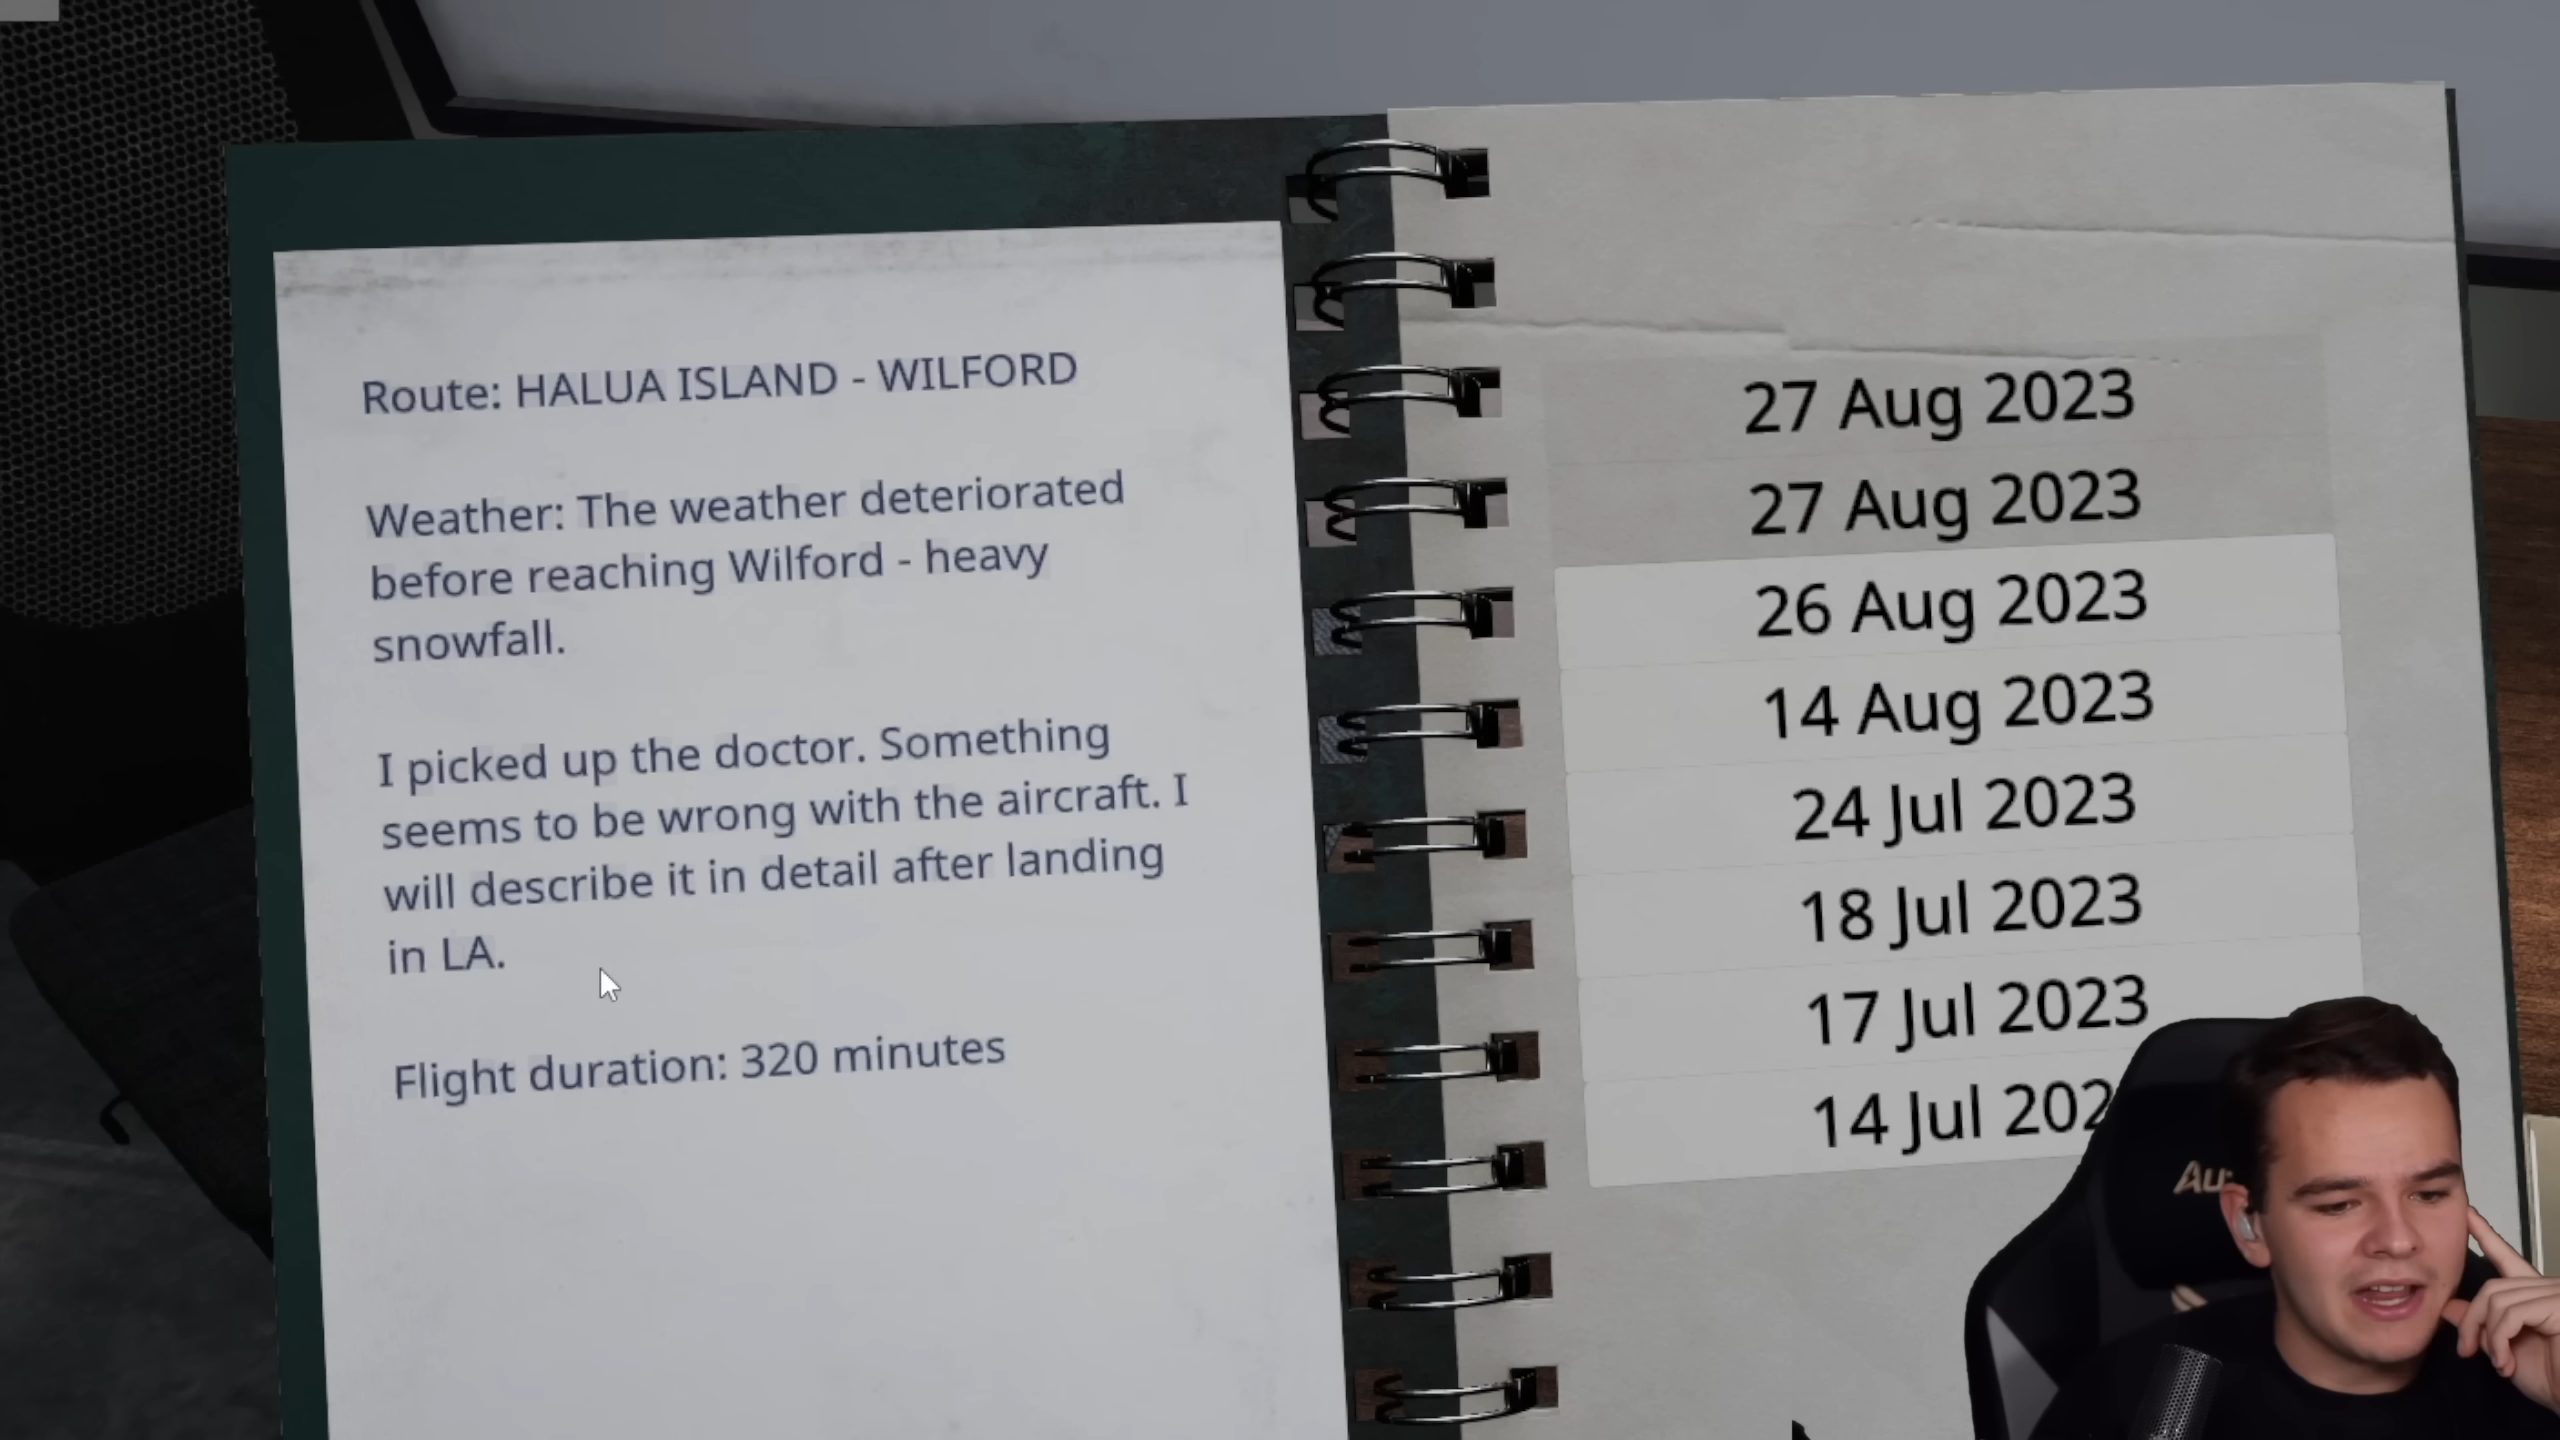 Route: HALUA ISLAND - WILFORD
Weather: The weather deteriorated
before reaching Wilford - heavy
snowfall.
I picked up the doctor. Something
seems to be wrong with the aircraft. I
will describe it in detail after landing
in LA.
Flight duration: 320 minutes
27 Aug 2023
27 Aug 2023
26 Aug 2023
14 Aug 2023
24 Jul 2023
18 Jul 2023
17 Jul 2023
14 Jul 202